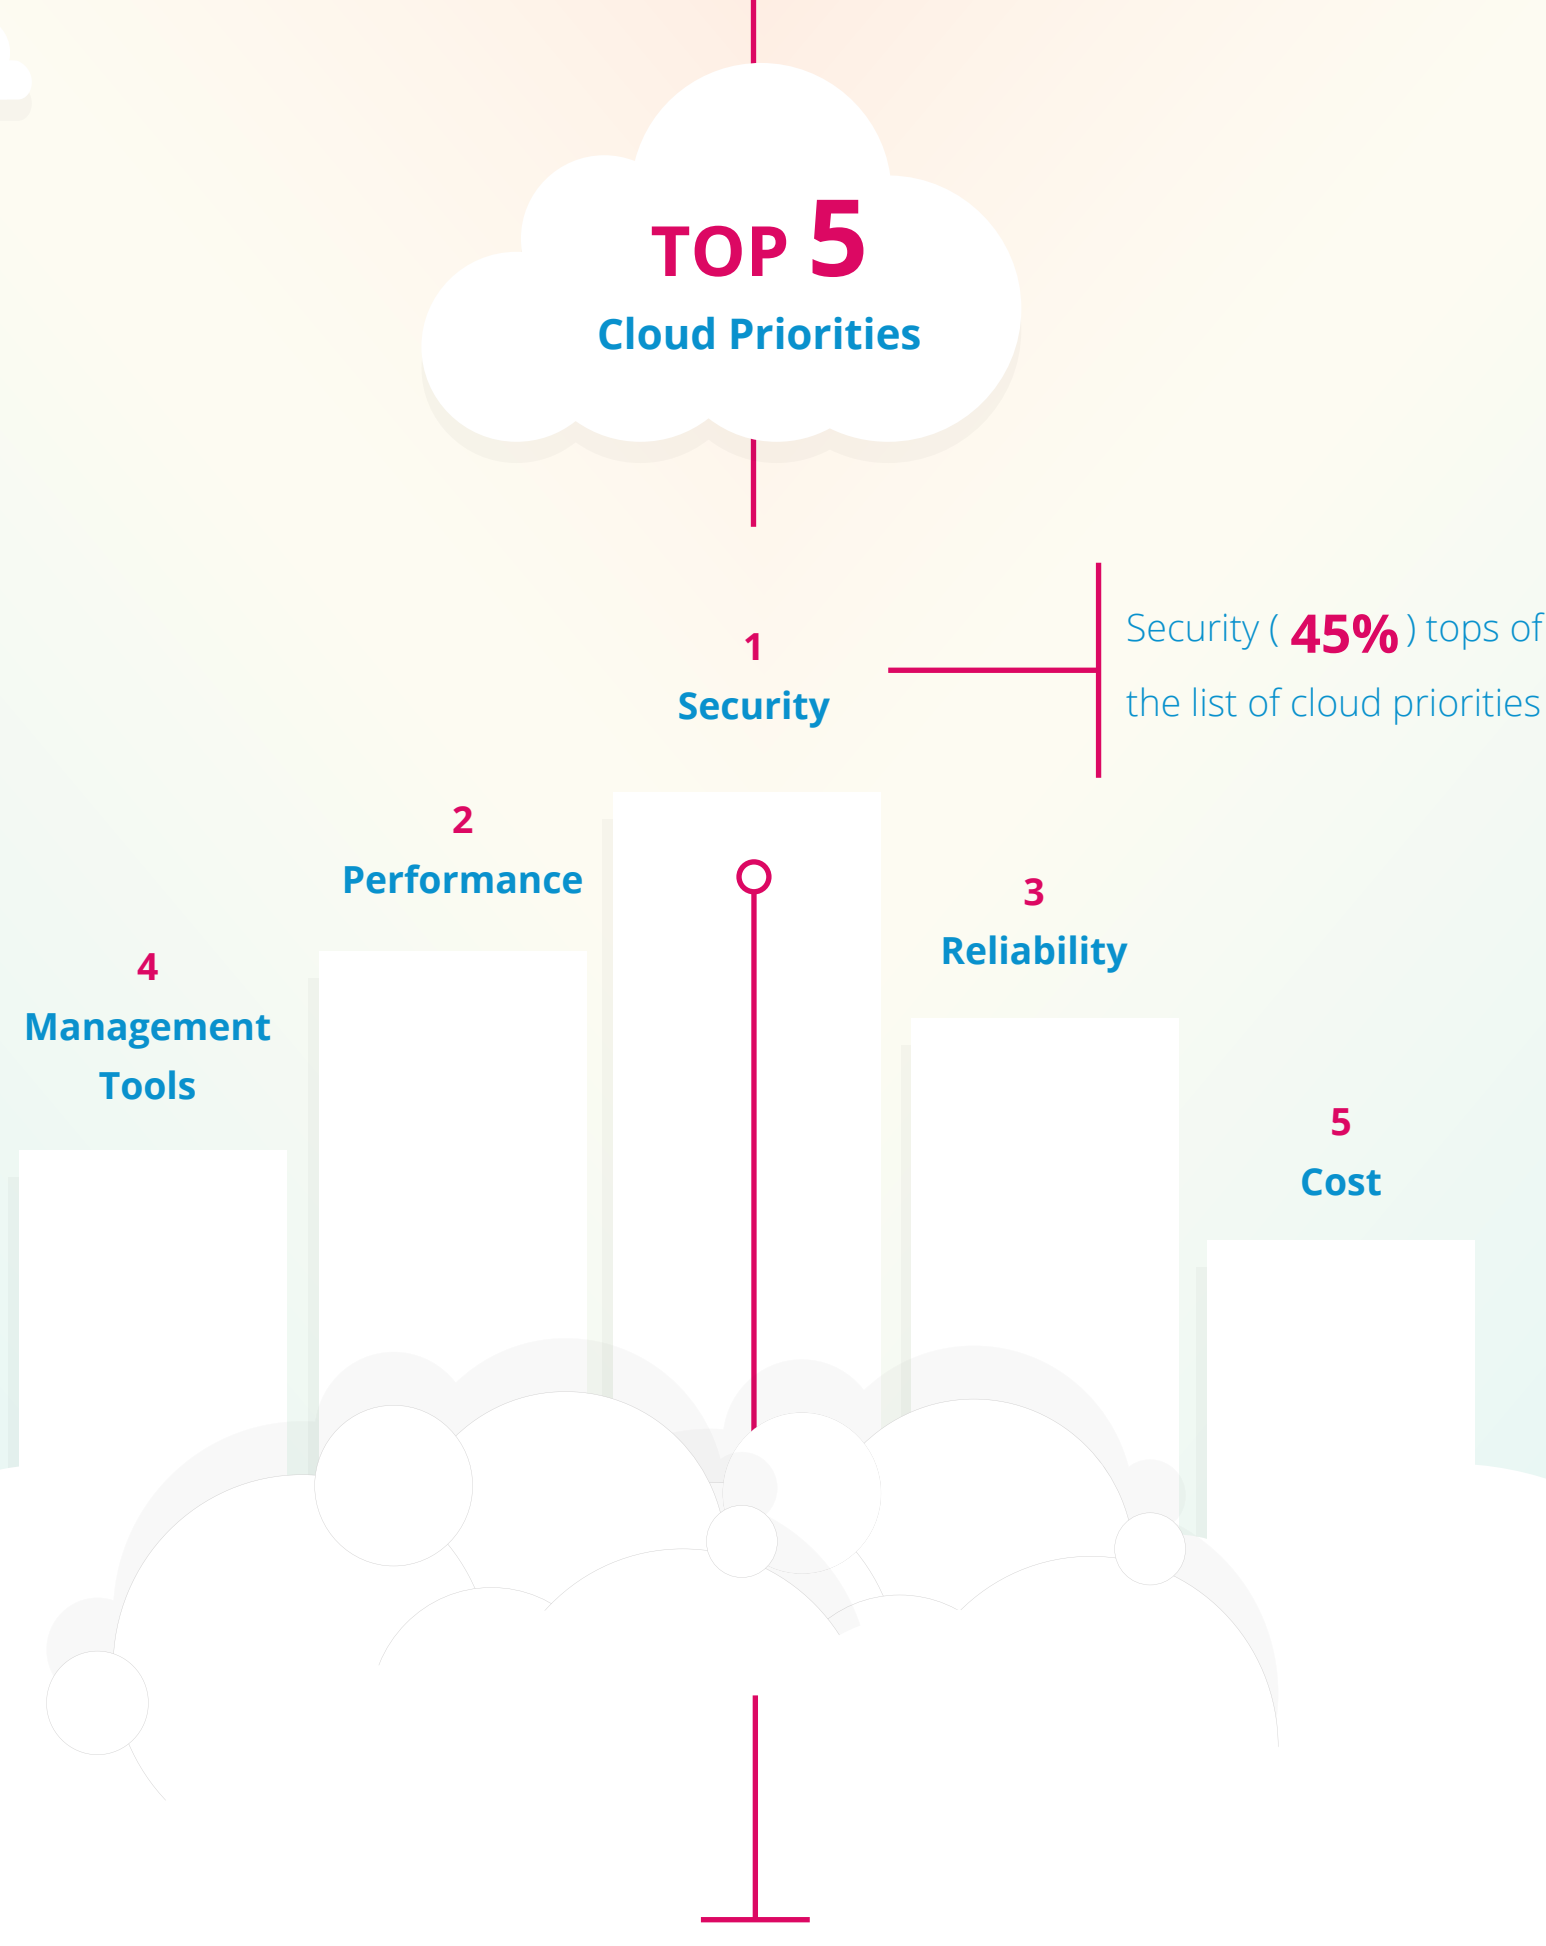 TOP 5
Cloud Priorities
1
Security
Security ( 45% ) tops of
the list of cloud priorities
2
Performance
3
Reliability
4
Management
Tools
5
Cost